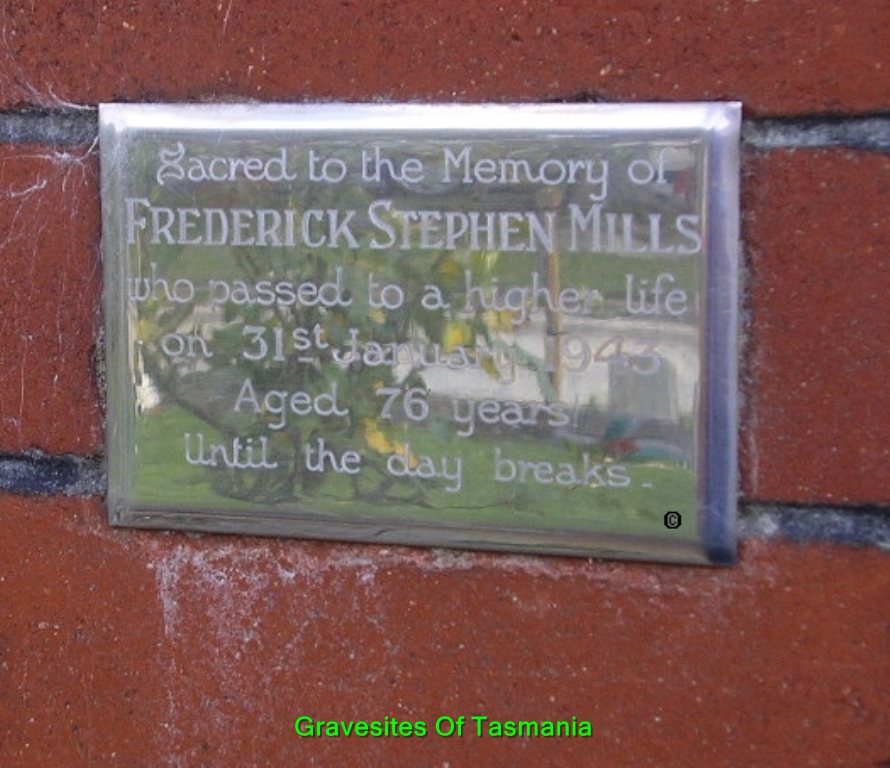 Sacred to the Memory of
FREDERICK STEPHEN MILLS
who passed to a higher life
on 31st January 1943
Aged 76 years
Until the day breaks.
©
Gravesites Of Tasmania